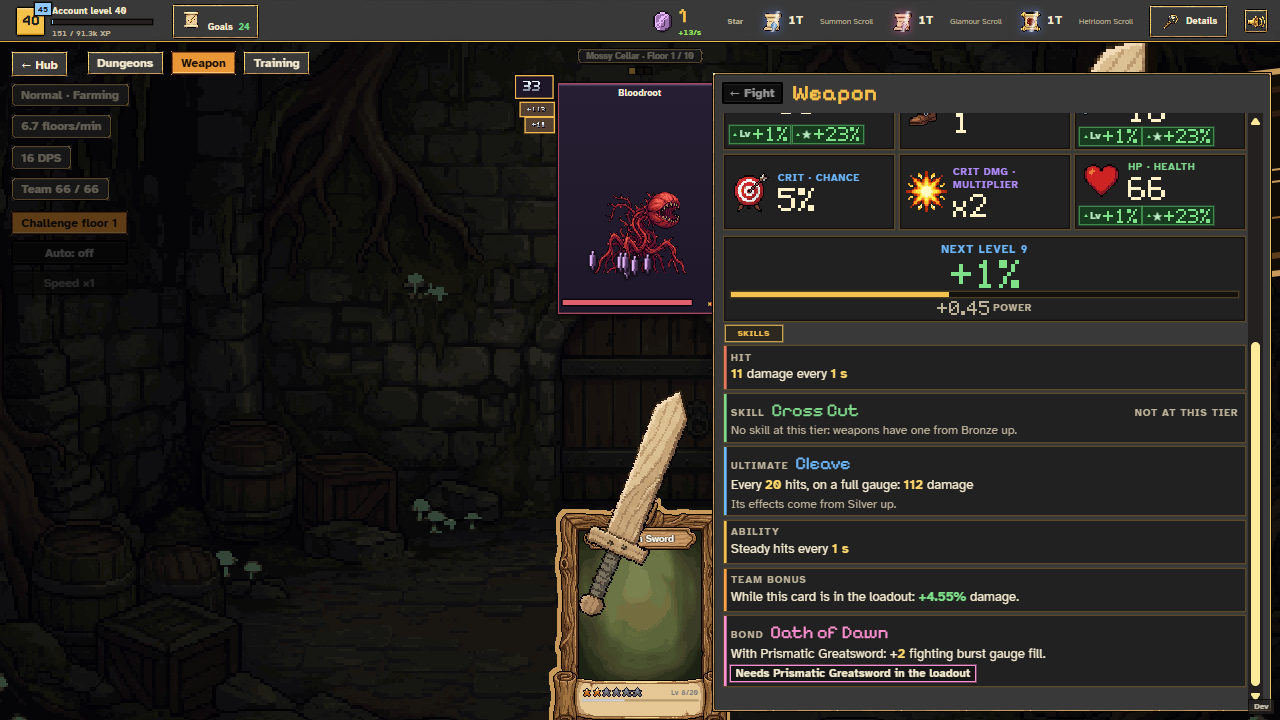 40
45
Account level 40
151 / 91.3k XP
Goals 24
1
+13/s
Star
1T
Summon Scroll
1T
Glamour Scroll
1T
Heirloom Scroll
Details
← Hub
Dungeons
Weapon
Training
Normal · Farming
6.7 floors/min
16 DPS
Team 66 / 66
Challenge floor 1
Auto: off
Speed x1
Mossy Cellar · Floor 1 / 10
33
Bloodroot
Sword
Lv 8/20
← Fight
Weapon
Lv +1% ★ +23%
1
Lv +1% ★ +23%
CRIT · CHANCE
5%
CRIT DMG · MULTIPLIER
x2
HP · HEALTH
66
Lv +1% ★ +23%
NEXT LEVEL 9
+1%
+0.45 POWER
SKILLS
HIT
11 damage every 1 s
SKILL Cross Cut
NOT AT THIS TIER
No skill at this tier: weapons have one from Bronze up.
ULTIMATE Cleave
Every 20 hits, on a full gauge: 112 damage
Its effects come from Silver up.
ABILITY
Steady hits every 1 s
TEAM BONUS
While this card is in the loadout: +4.55% damage.
BOND Oath of Dawn
With Prismatic Greatsword: +2 fighting burst gauge fill.
Needs Prismatic Greatsword in the loadout
Dev